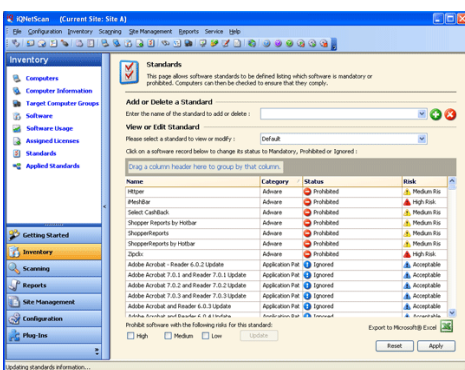 iQNetScan (Current Site: Site A)
File Configuration Inventory Scanning Site Management Reports Service Help
Inventory
Computers
Computer Information
Target Computer Groups
Software
Software Usage
Assigned Licenses
Standards
Applied Standards
Getting Started
Inventory
Scanning
Reports
Site Management
Configuration
Plug-Ins
Standards
This page allows software standards to be defined listing which software is mandatory or
prohibited. Computers can then be checked to ensure that they comply.
Add or Delete a Standard
Enter the name of the standard to add or delete :
View or Edit Standard
Please select a standard to view or modify : Default
Click on a software record below to change its status to Mandatory, Prohibited or Ignored :
Drag a column header here to group by that column.
Name Category Status Risk
Httper Adware Prohibited Medium Ris
iMeshBar Adware Prohibited High Risk
Select CashBack Adware Prohibited Medium Ris
Shopper Reports by Hotbar Adware Prohibited Medium Ris
ShopperReports Adware Prohibited Medium Ris
ShopperReports by Hotbar Adware Prohibited Medium Ris
Zipclix Adware Prohibited High Risk
Adobe Acrobat - Reader 6.0.2 Update Application Pat Ignored Acceptable
Adobe Acrobat 7.0.1 and Reader 7.0.1 Update Application Pat Ignored Acceptable
Adobe Acrobat 7.0.2 and Reader 7.0.2 Update Application Pat Ignored Acceptable
Adobe Acrobat 7.0.3 and Reader 7.0.3 Update Application Pat Ignored Acceptable
Adobe Acrobat and Reader 6.0.3 Update Application Pat Ignored Acceptable
Adobe Acrobat and Reader 6.0.4 Update Application Pat Ignored Acceptable
Prohibit software with the following risks for this standard:
High Medium Low Update
Export to Microsoft® Excel
Reset Apply
Updating standards information...